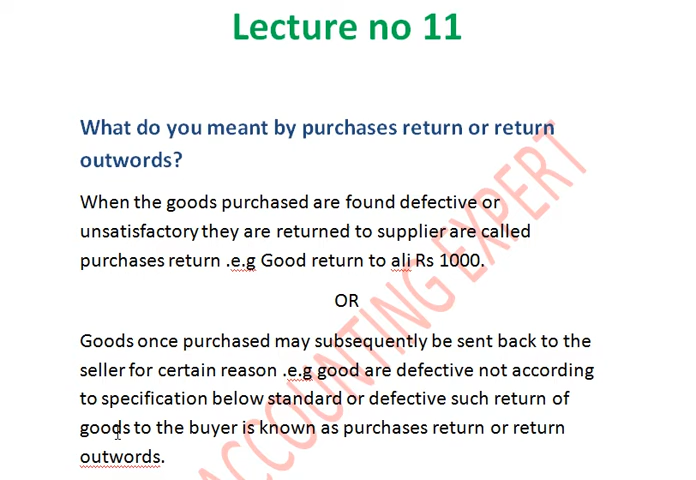 Lecture no 11
What do you meant by purchases return or return
outwords?
When the goods purchased are found defective or
unsatisfactory they are returned to supplier are called
purchases return .e.g Good return to ali Rs 1000.
OR
Goods once purchased may subsequently be sent back to the
seller for certain reason .e.g good are defective not according
to specification below standard or defective such return of
goods to the buyer is known as purchases return or return
outwords.
ACCOUNTING EXPERT